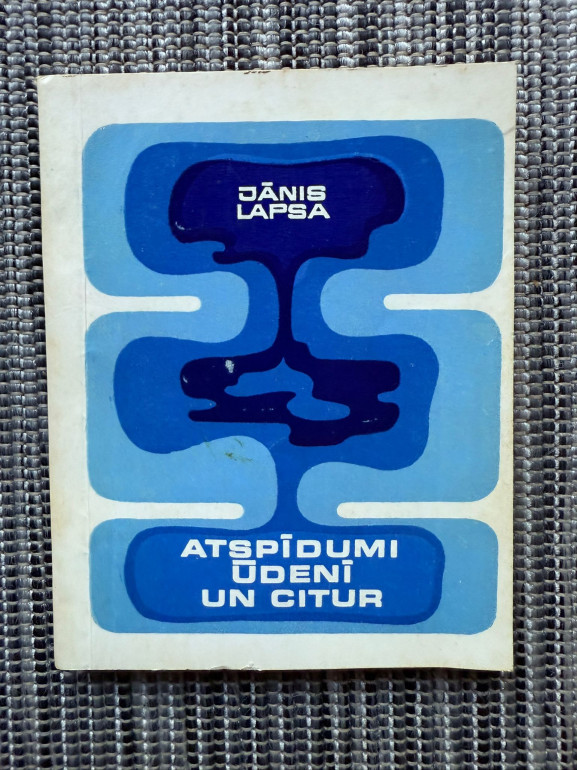 JĀNIS
LAPSA
ATSPĪDUMI
ŪDENĪ
UN CITUR